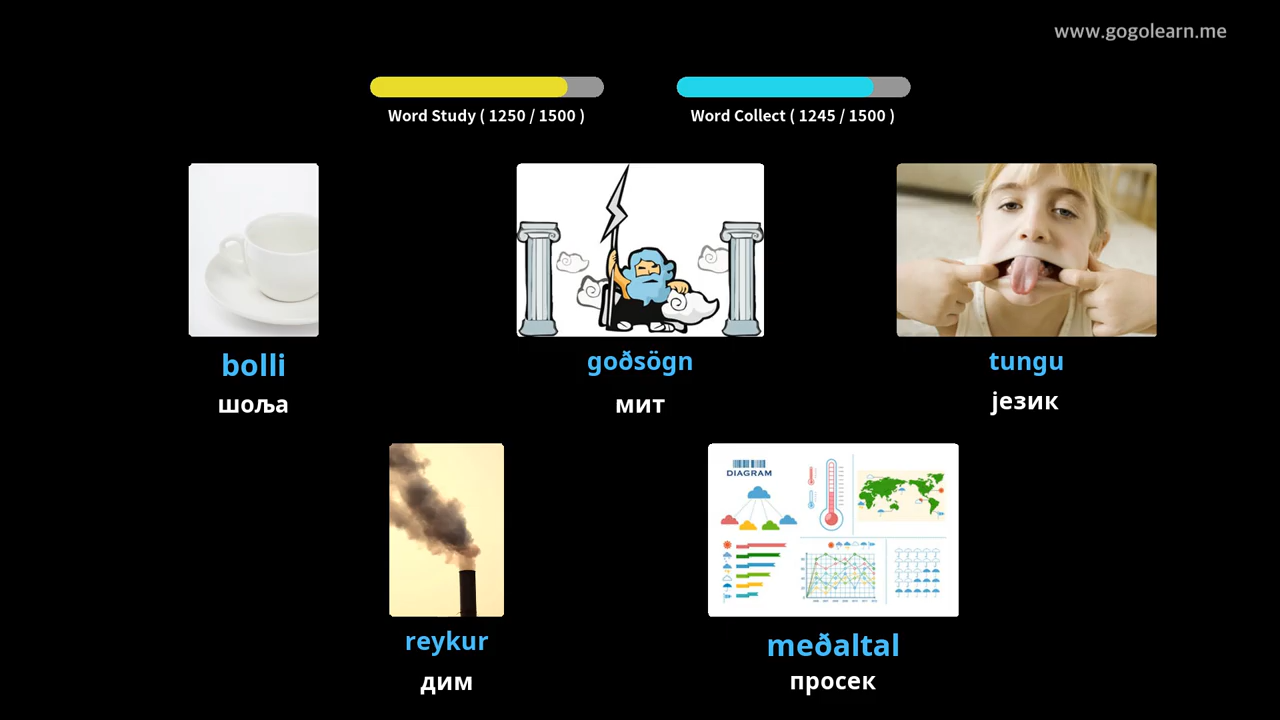 www.gogolearn.me
Word Study ( 1250 / 1500 )
Word Collect ( 1245 / 1500 )
bolli
шоља
goðsögn
мит
tungu
језик
DIAGRAM
reykur
дим
meðaltal
просек